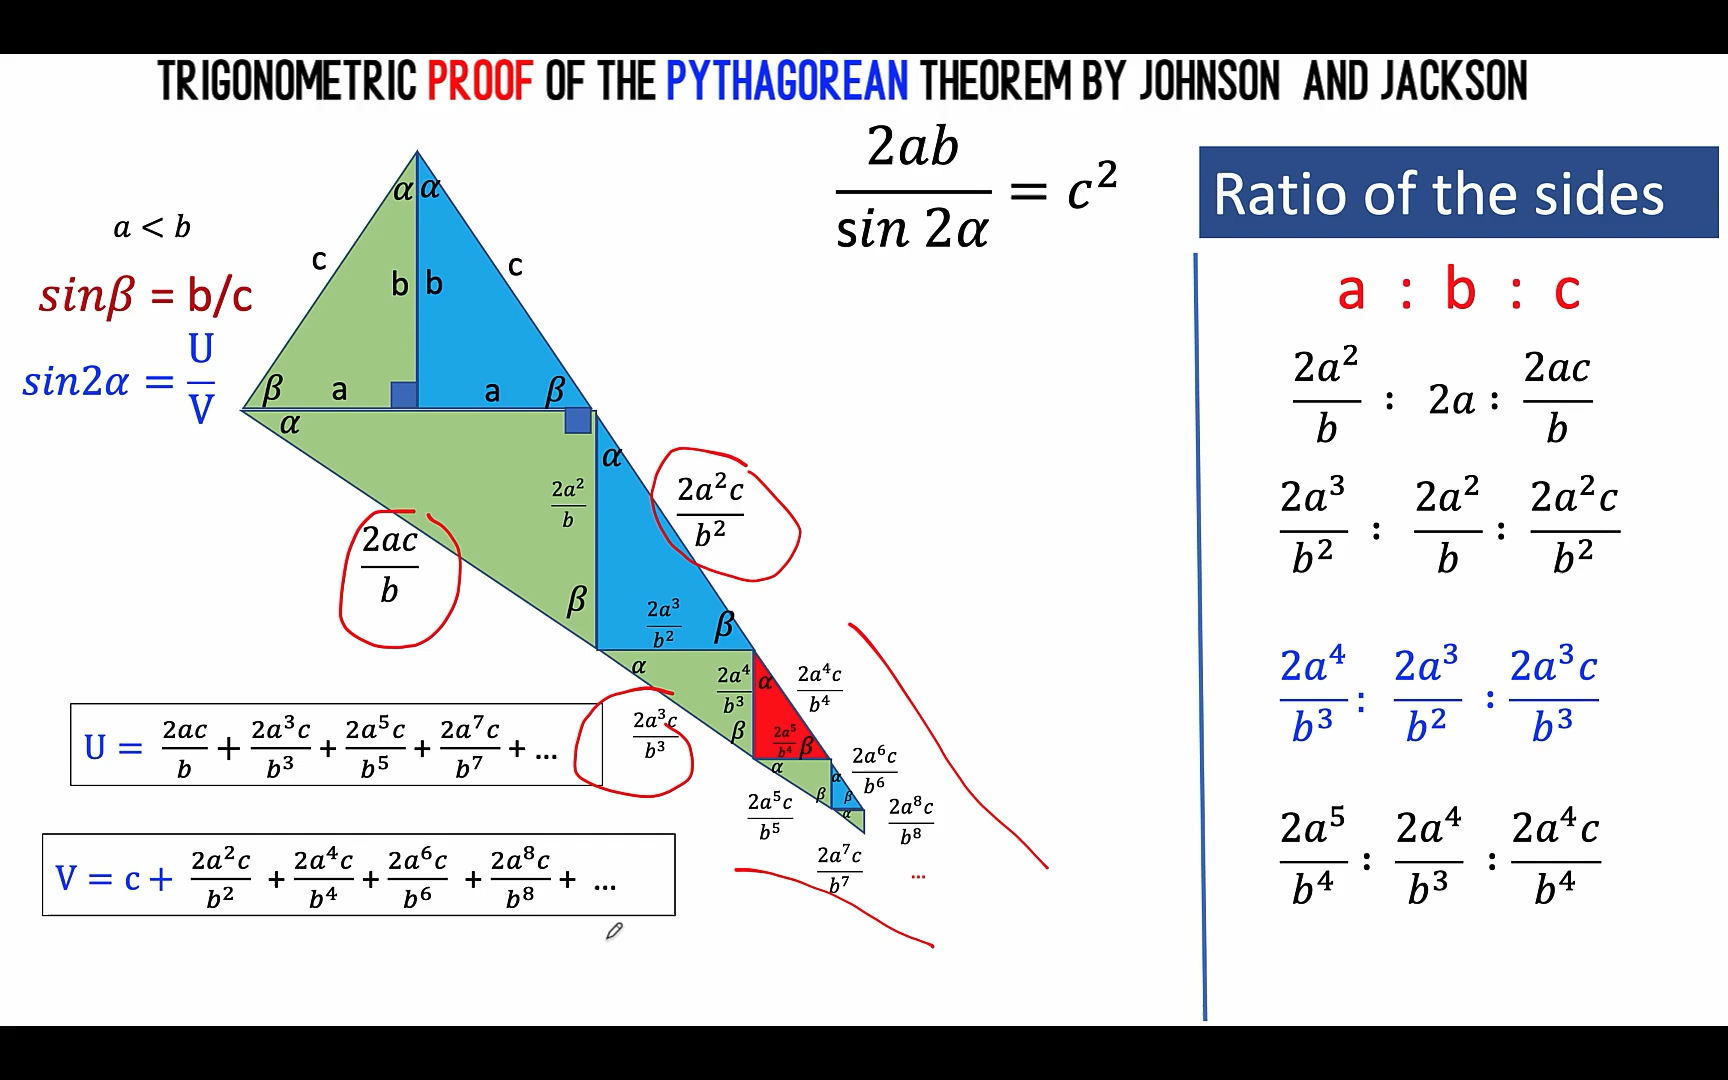 TRIGONOMETRIC PROOF OF THE PYTHAGOREAN THEOREM BY JOHNSON AND JACKSON
a < b
sinβ = b/c
sin2α = U/V
α α
c b b c
β a a β
α
α
2a²/b
2a²c/b²
2ac/b
β
2a³/b² β
α 2a⁴/b³ α 2a⁴c/b⁴
2a³c/b³ β 2a⁵/b⁴ β
α α 2a⁶c/b⁶
β β
2a⁵c/b⁵ α 2a⁸c/b⁸
2a⁷c/b⁷ ...
U = 2ac/b + 2a³c/b³ + 2a⁵c/b⁵ + 2a⁷c/b⁷ + ...
V = c + 2a²c/b² + 2a⁴c/b⁴ + 2a⁶c/b⁶ + 2a⁸c/b⁸ + ...
2ab/sin 2α = c²
Ratio of the sides
a : b : c
2a²/b : 2a : 2ac/b
2a³/b² : 2a²/b : 2a²c/b²
2a⁴/b³ : 2a³/b² : 2a³c/b³
2a⁵/b⁴ : 2a⁴/b³ : 2a⁴c/b⁴